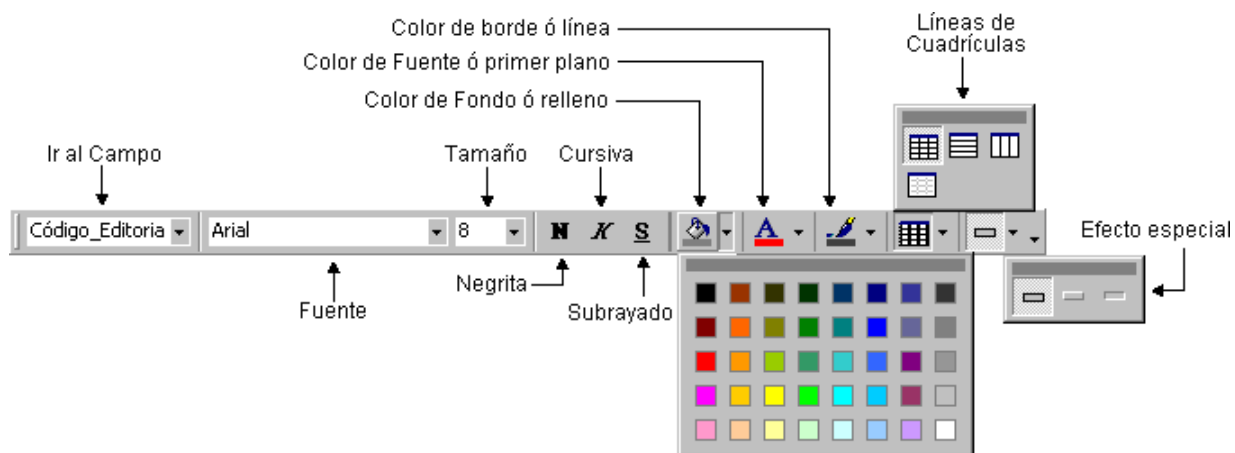 Color de borde ó línea
Líneas de
Cuadrículas
Color de Fuente ó primer plano
Color de Fondo ó relleno
Ir al Campo
Tamaño
Cursiva
Código_Editoria
Arial
8
N
K
S
A
Efecto especial
Negrita
Fuente
Subrayado